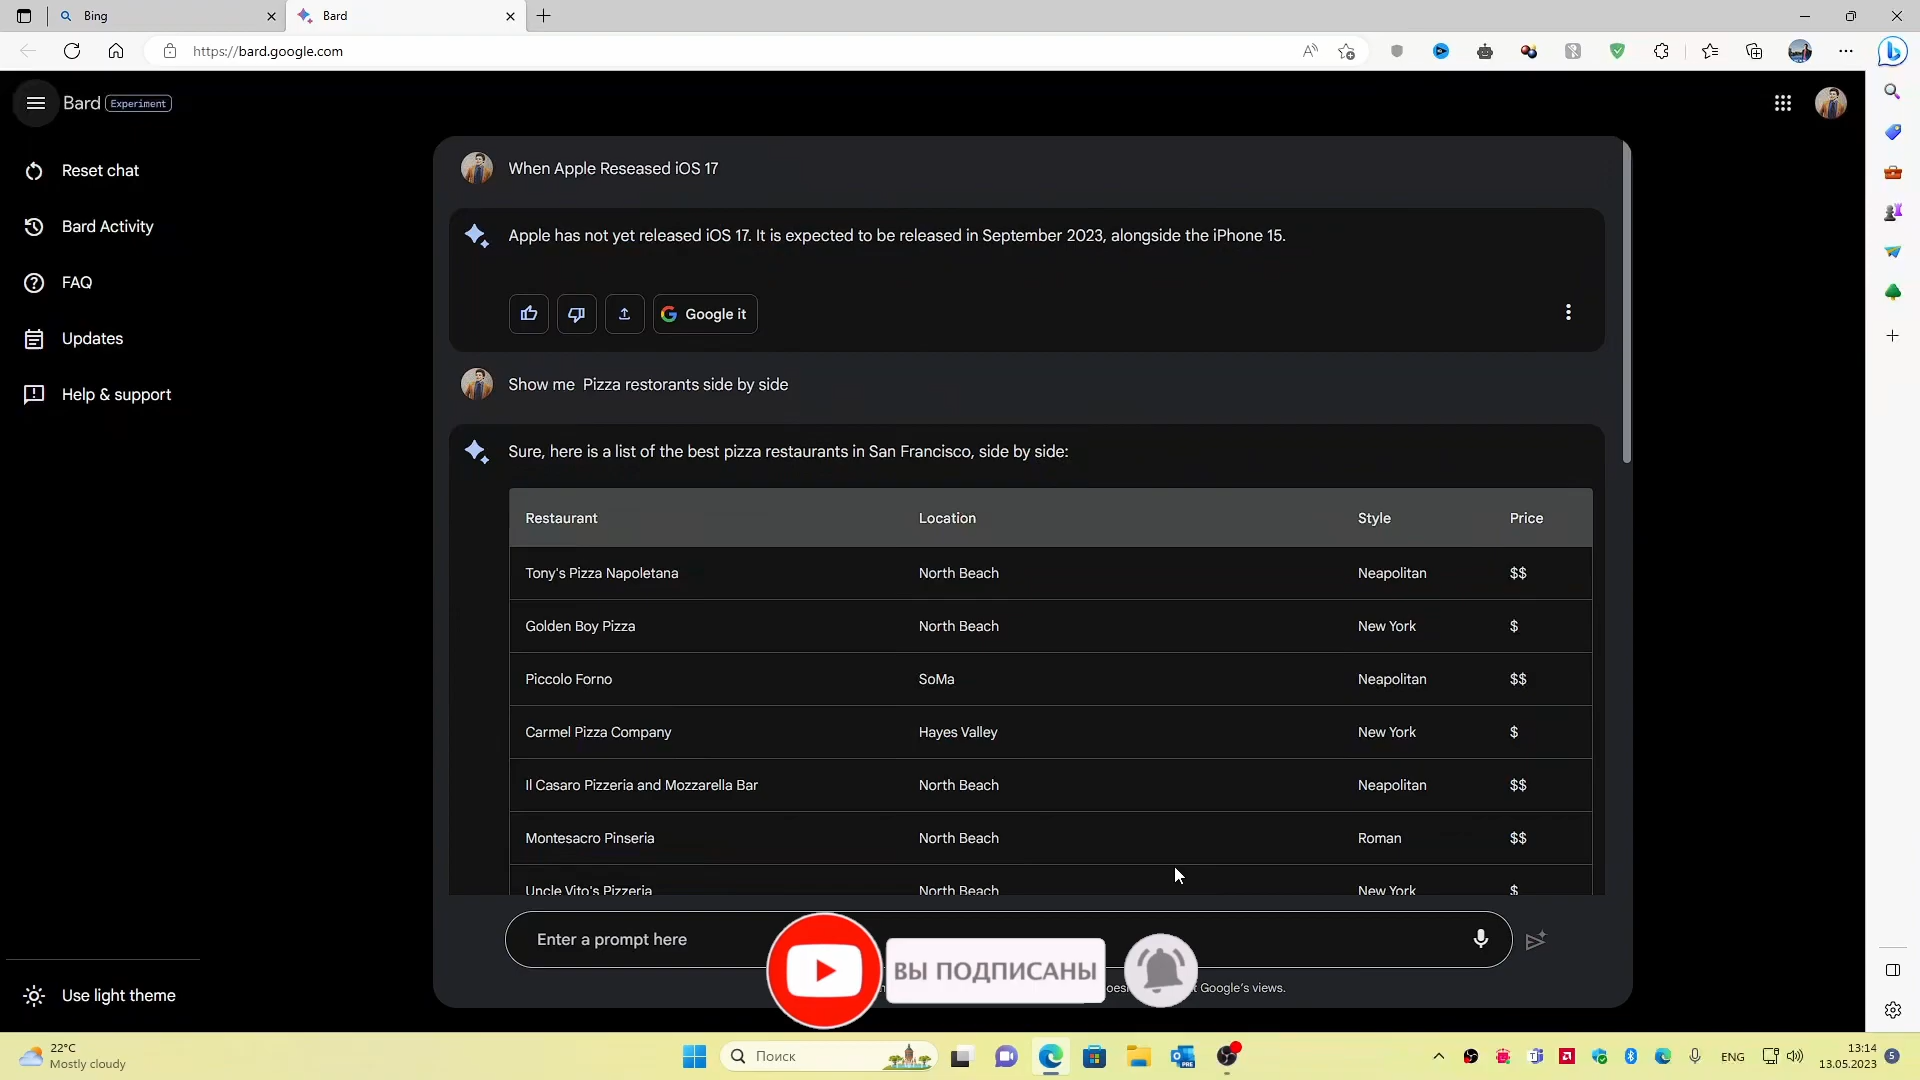 Bing
Bard
https://bard.google.com
Bard Experiment
Reset chat
Bard Activity
FAQ
Updates
Help & support
Use light theme
When Apple Reseased iOS 17
Apple has not yet released iOS 17. It is expected to be released in September 2023, alongside the iPhone 15.
Google it
Show me Pizza restorants side by side
Sure, here is a list of the best pizza restaurants in San Francisco, side by side:
Restaurant Location Style Price
Tony's Pizza Napoletana North Beach Neapolitan $$
Golden Boy Pizza North Beach New York $
Piccolo Forno SoMa Neapolitan $$
Carmel Pizza Company Hayes Valley New York $
Il Casaro Pizzeria and Mozzarella Bar North Beach Neapolitan $$
Montesacro Pinseria North Beach Roman $$
Uncle Vito's Pizzeria North Beach New York $
Enter a prompt here
ВЫ ПОДПИСАНЫ
Google's views.
22°C
Mostly cloudy
Поиск
ENG
13:14
13.05.2023
5